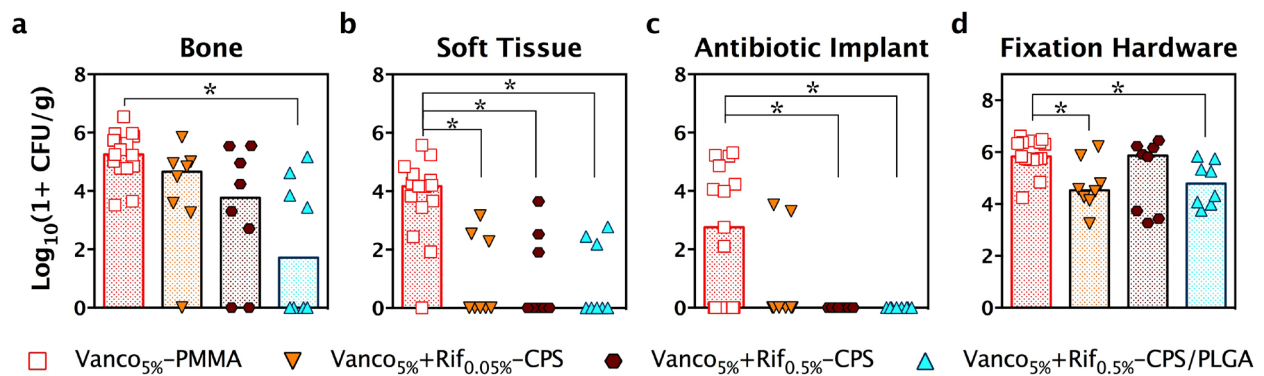 a b c d
Bone Soft Tissue Antibiotic Implant Fixation Hardware
Log10(1+ CFU/g)
8 8 8 8
* * * * * * * *
6 6 6 6
4 4 4 4
2 2 2 2
0 0 0 0
Vanco5%-PMMA Vanco5%+Rif0.05%-CPS Vanco5%+Rif0.5%-CPS Vanco5%+Rif0.5%-CPS/PLGA